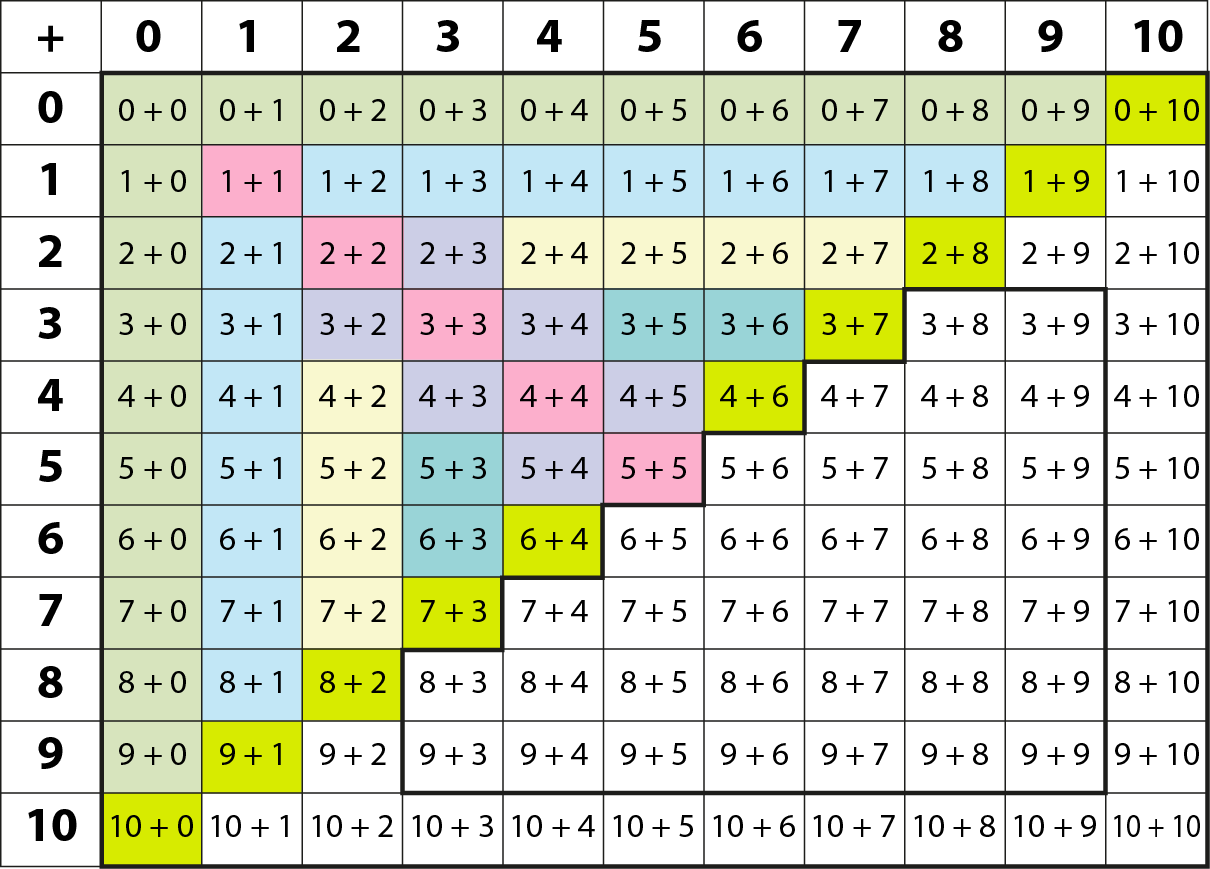 + 0 1 2 3 4 5 6 7 8 9 10
0 0 + 0 0 + 1 0 + 2 0 + 3 0 + 4 0 + 5 0 + 6 0 + 7 0 + 8 0 + 9 0 + 10
1 1 + 0 1 + 1 1 + 2 1 + 3 1 + 4 1 + 5 1 + 6 1 + 7 1 + 8 1 + 9 1 + 10
2 2 + 0 2 + 1 2 + 2 2 + 3 2 + 4 2 + 5 2 + 6 2 + 7 2 + 8 2 + 9 2 + 10
3 3 + 0 3 + 1 3 + 2 3 + 3 3 + 4 3 + 5 3 + 6 3 + 7 3 + 8 3 + 9 3 + 10
4 4 + 0 4 + 1 4 + 2 4 + 3 4 + 4 4 + 5 4 + 6 4 + 7 4 + 8 4 + 9 4 + 10
5 5 + 0 5 + 1 5 + 2 5 + 3 5 + 4 5 + 5 5 + 6 5 + 7 5 + 8 5 + 9 5 + 10
6 6 + 0 6 + 1 6 + 2 6 + 3 6 + 4 6 + 5 6 + 6 6 + 7 6 + 8 6 + 9 6 + 10
7 7 + 0 7 + 1 7 + 2 7 + 3 7 + 4 7 + 5 7 + 6 7 + 7 7 + 8 7 + 9 7 + 10
8 8 + 0 8 + 1 8 + 2 8 + 3 8 + 4 8 + 5 8 + 6 8 + 7 8 + 8 8 + 9 8 + 10
9 9 + 0 9 + 1 9 + 2 9 + 3 9 + 4 9 + 5 9 + 6 9 + 7 9 + 8 9 + 9 9 + 10
10 10 + 0 10 + 1 10 + 2 10 + 3 10 + 4 10 + 5 10 + 6 10 + 7 10 + 8 10 + 9 10 + 10